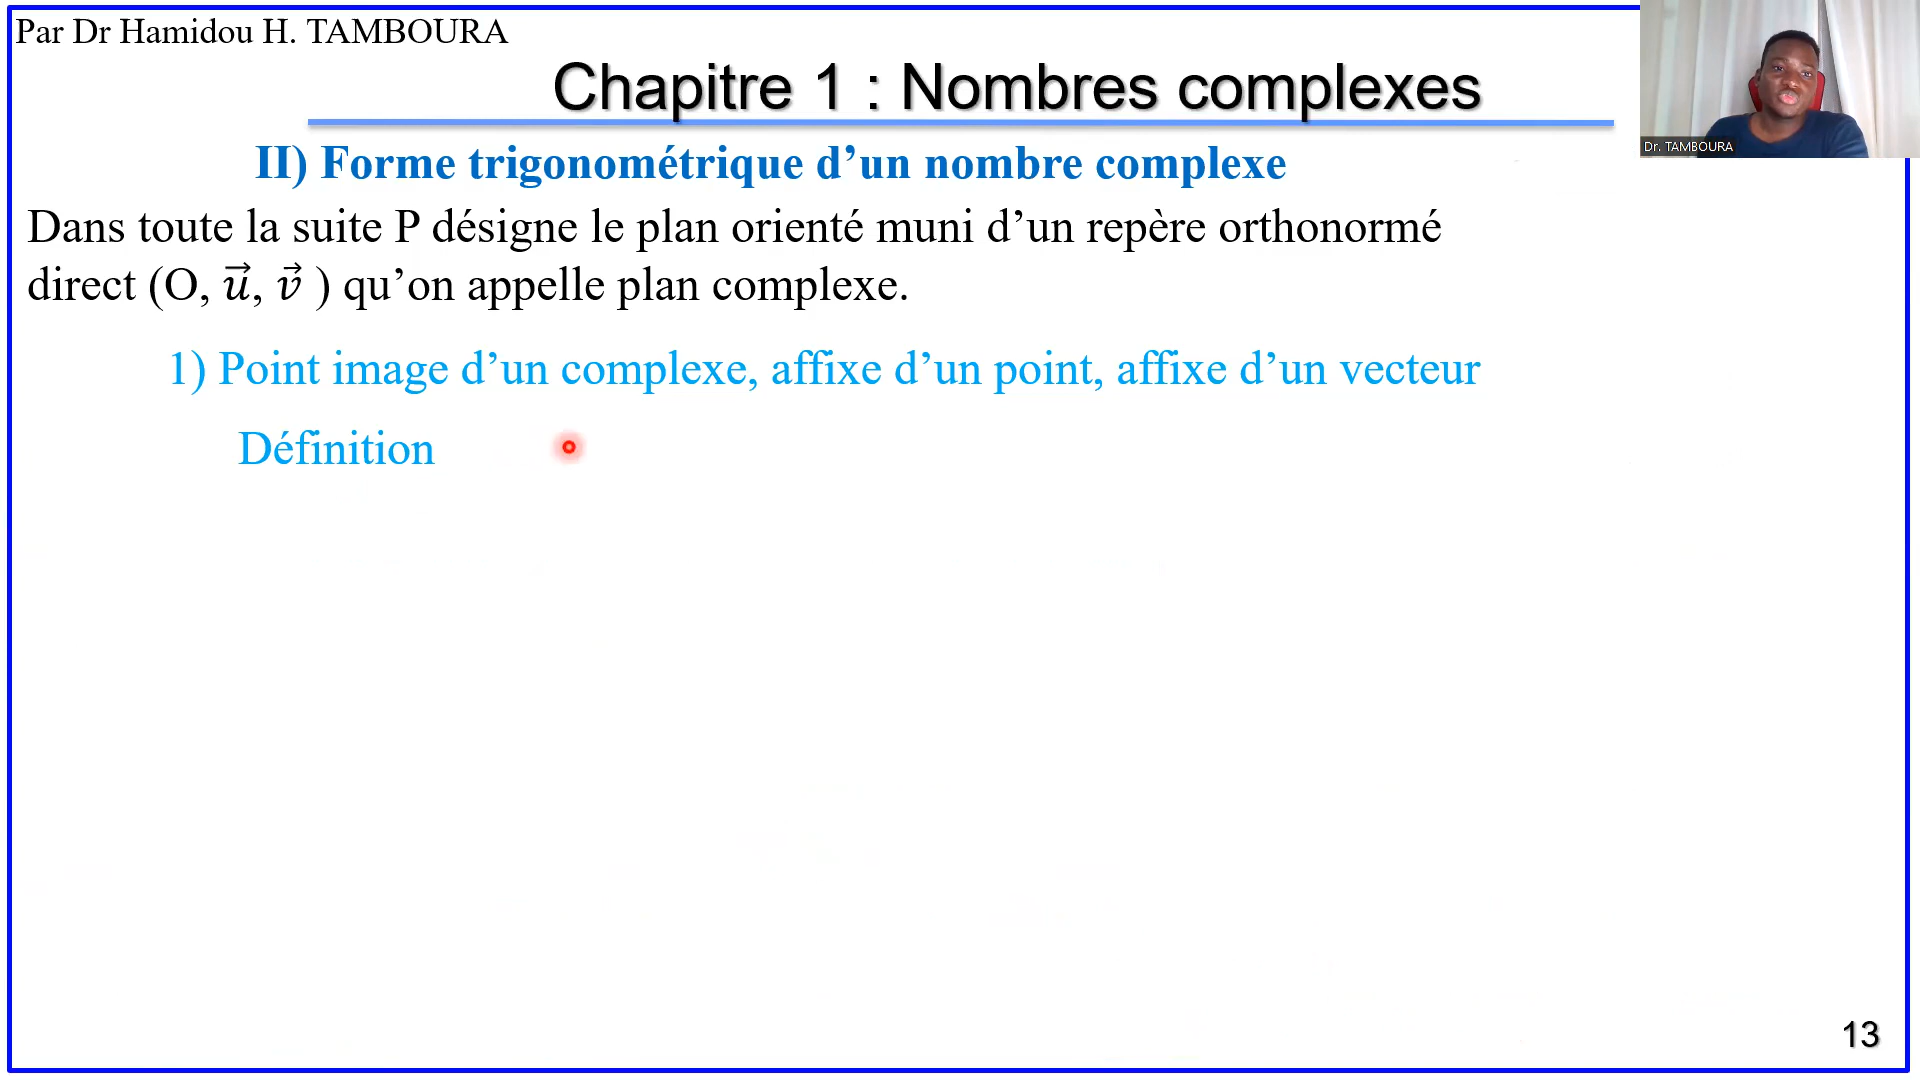 Par Dr Hamidou H. TAMBOURA
Chapitre 1 : Nombres complexes
Dr. TAMBOURA
II) Forme trigonométrique d’un nombre complexe
Dans toute la suite P désigne le plan orienté muni d’un repère orthonormé
direct (O, u⃗, v⃗ ) qu’on appelle plan complexe.
1) Point image d’un complexe, affixe d’un point, affixe d’un vecteur
Définition
13